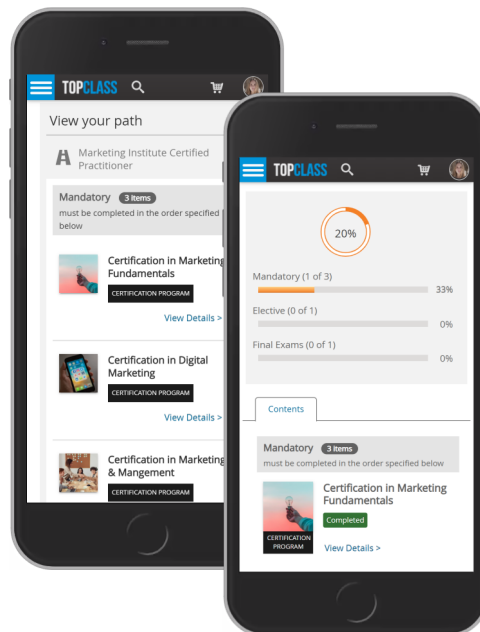 TOPCLASS
View your path
Marketing Institute Certified
Practitioner
Mandatory 3 Items
must be completed in the order specified
below
Certification in Marketing
Fundamentals
CERTIFICATION PROGRAM
View Details >
Certification in Digital
Marketing
CERTIFICATION PROGRAM
View Details >
Certification in Marketing
& Mangement
CERTIFICATION PROGRAM
TOPCLASS
20%
Mandatory (1 of 3)
33%
Elective (0 of 1)
0%
Final Exams (0 of 1)
0%
Contents
Mandatory 3 Items
must be completed in the order specified below
Certification in Marketing
Fundamentals
Completed
CERTIFICATION
PROGRAM
View Details >